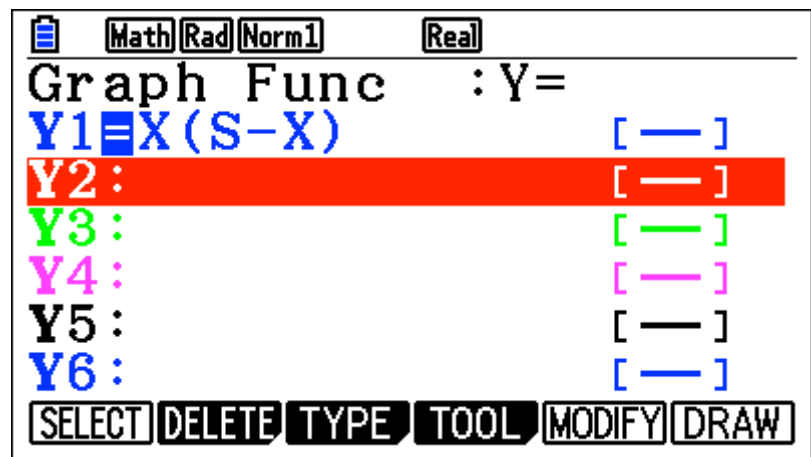 Math Rad Norm1 Real
Graph Func :Y=
Y1=X(S-X) [—]
Y2: [—]
Y3: [—]
Y4: [—]
Y5: [—]
Y6: [—]
SELECT DELETE TYPE TOOL MODIFY DRAW